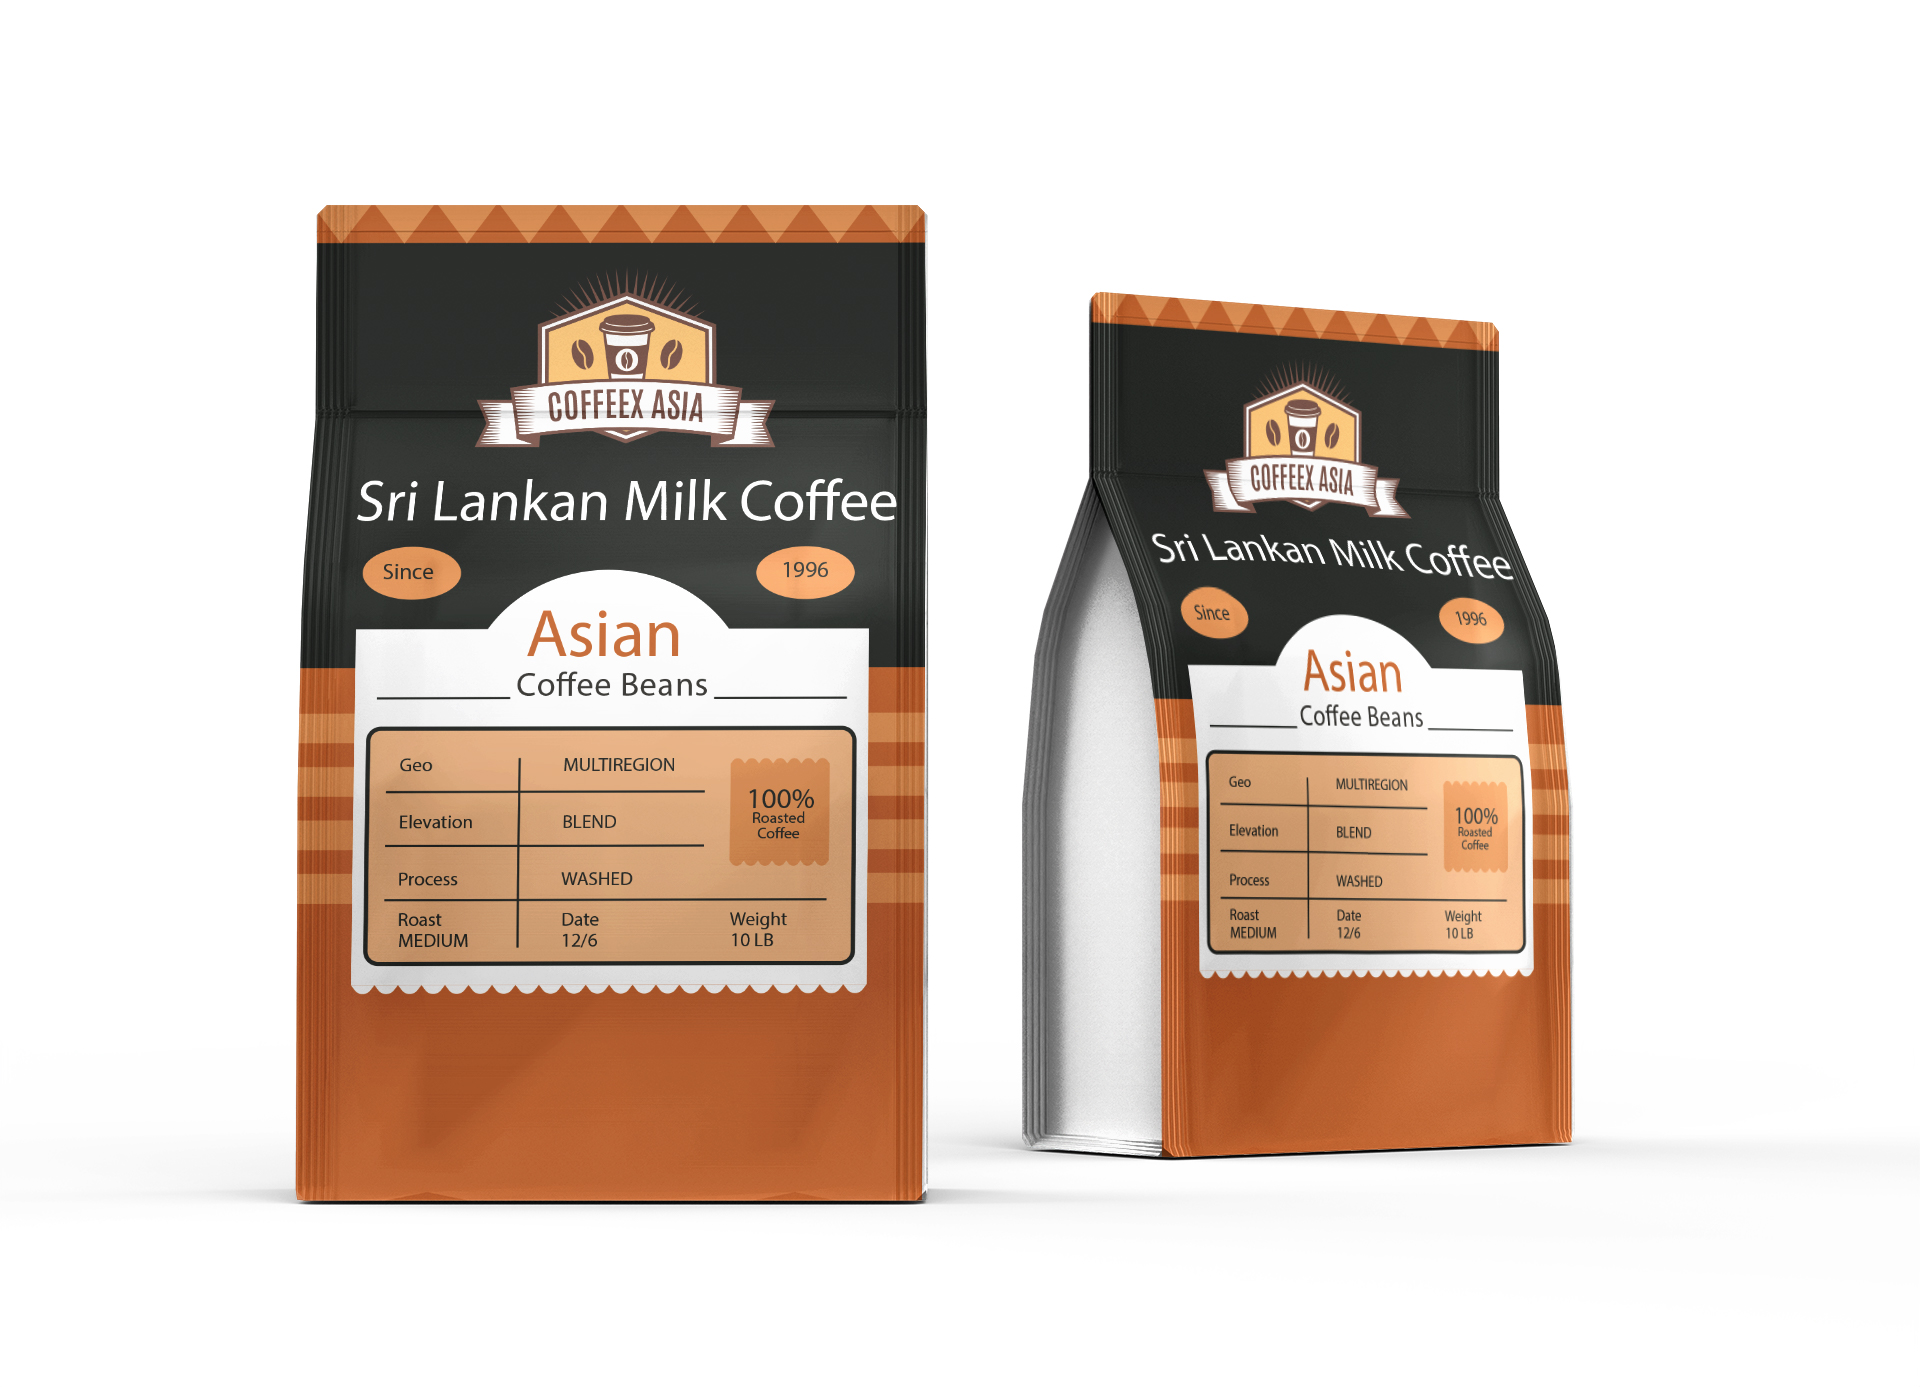 COFFEEX ASIA
Sri Lankan Milk Coffee
Since
1996
Asian
Coffee Beans
Geo MULTIREGION
Elevation BLEND
Process WASHED
100%
Roasted
Coffee
Roast Date Weight
MEDIUM 12/6 10 LB
COFFEEX ASIA
Sri Lankan Milk Coffee
Since
1996
Asian
Coffee Beans
Geo MULTIREGION
Elevation BLEND
Process WASHED
100%
Roasted
Coffee
Roast Date Weight
MEDIUM 12/6 10 LB